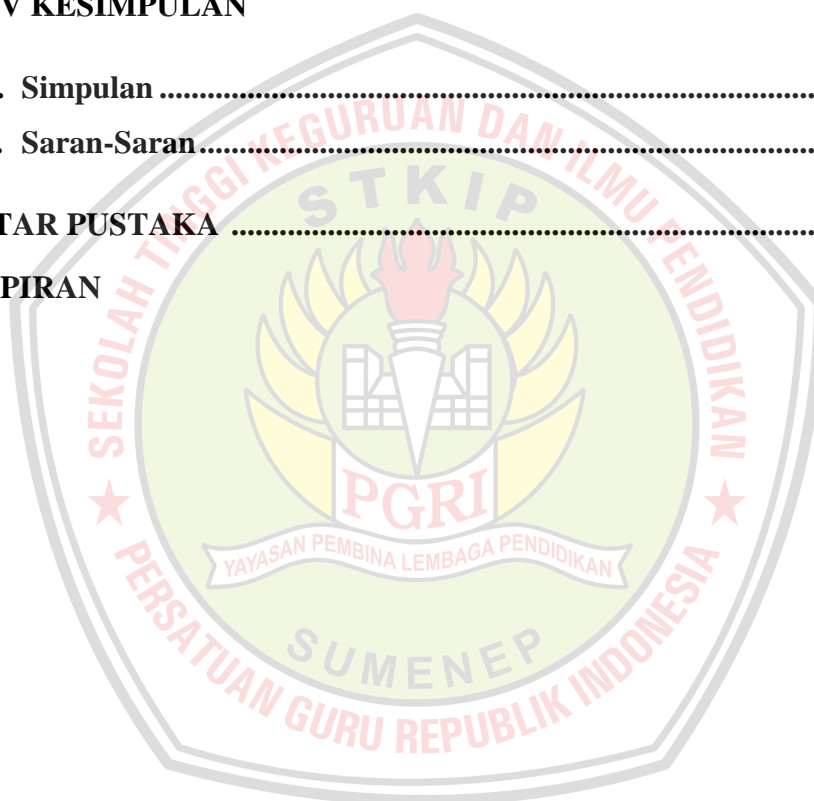 V KESIMPULAN
. Simpulan ....................................................................................
. Saran-Saran...............................................................................
TAR PUSTAKA ..........................................................................
PIRAN
SEKOLAH TINGGI KEGURUAN DAN ILMU PENDIDIKAN
STKIP
PGRI
YAYASAN PEMBINA LEMBAGA PENDIDIKAN
SUMENEP
PERSATUAN GURU REPUBLIK INDONESIA